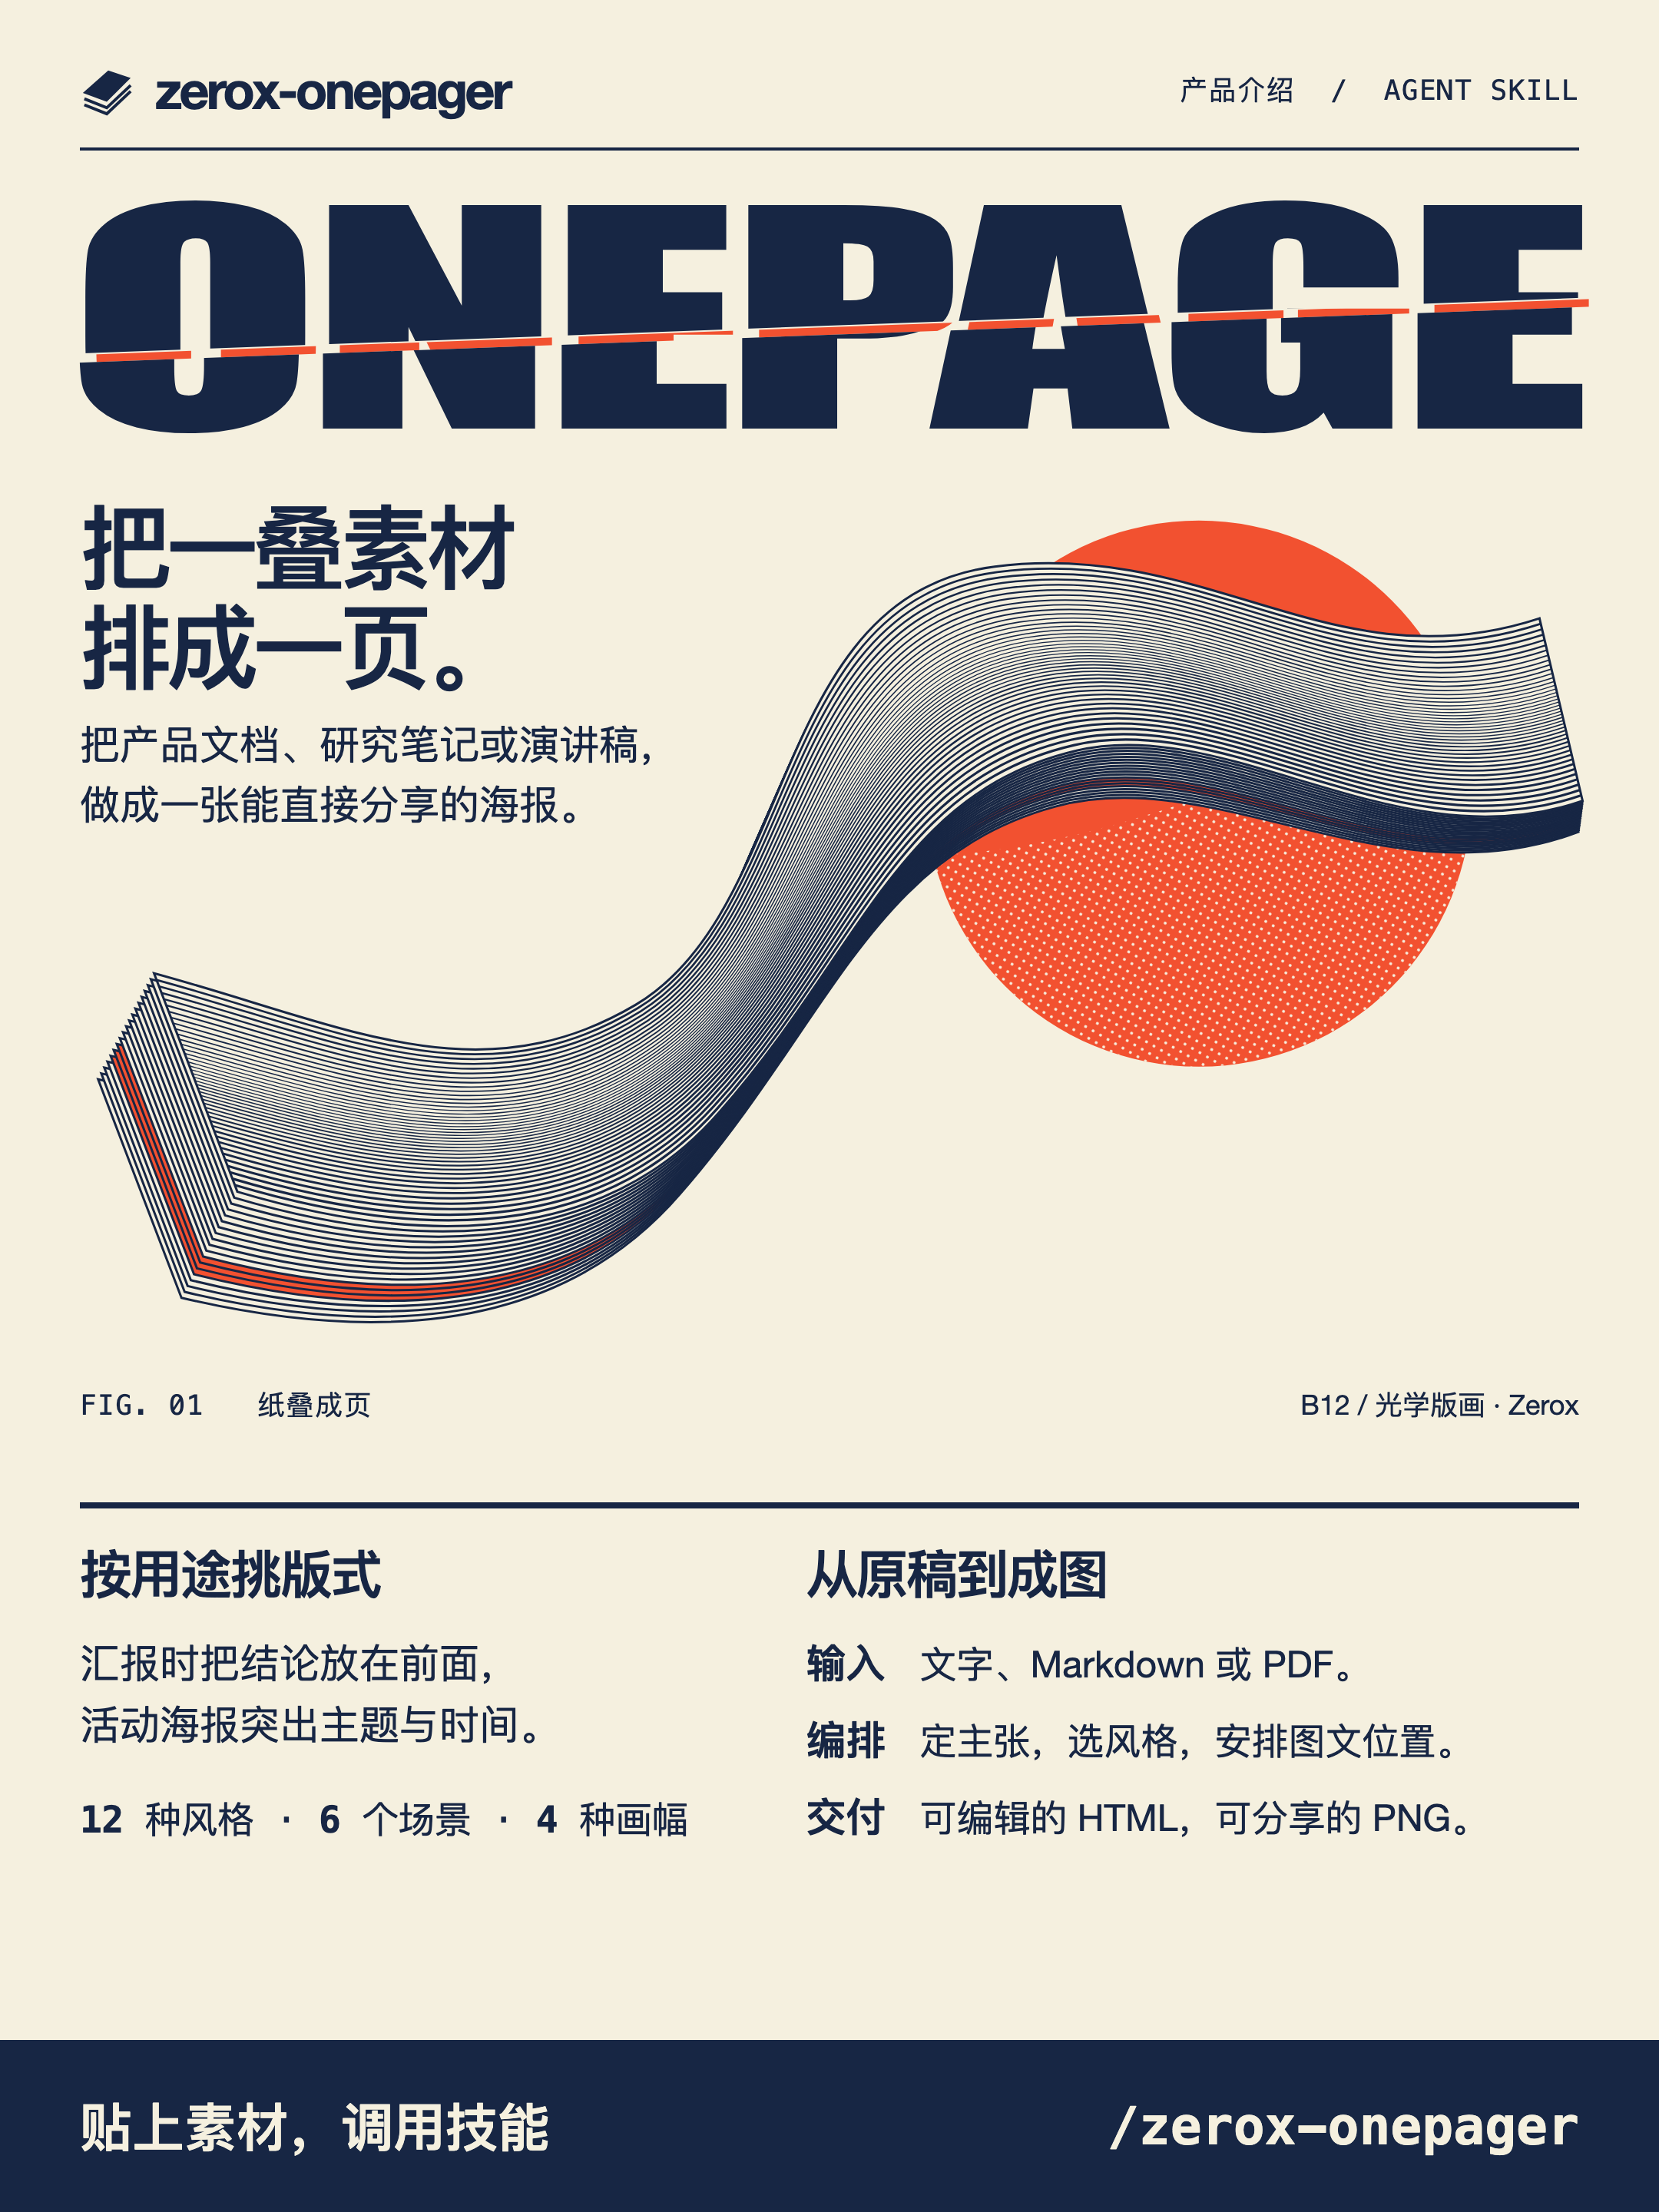 zerox-onepager
产品介绍 / AGENT SKILL
ONEPAGE
把一叠素材
排成一页。
把产品文档、研究笔记或演讲稿，
做成一张能直接分享的海报。
FIG. 01 纸叠成页
B12 / 光学版画 · Zerox
按用途挑版式
汇报时把结论放在前面，
活动海报突出主题与时间。
12 种风格 · 6 个场景 · 4 种画幅
从原稿到成图
输入 文字、Markdown 或 PDF。
编排 定主张，选风格，安排图文位置。
交付 可编辑的 HTML，可分享的 PNG。
贴上素材，调用技能
/zerox-onepager